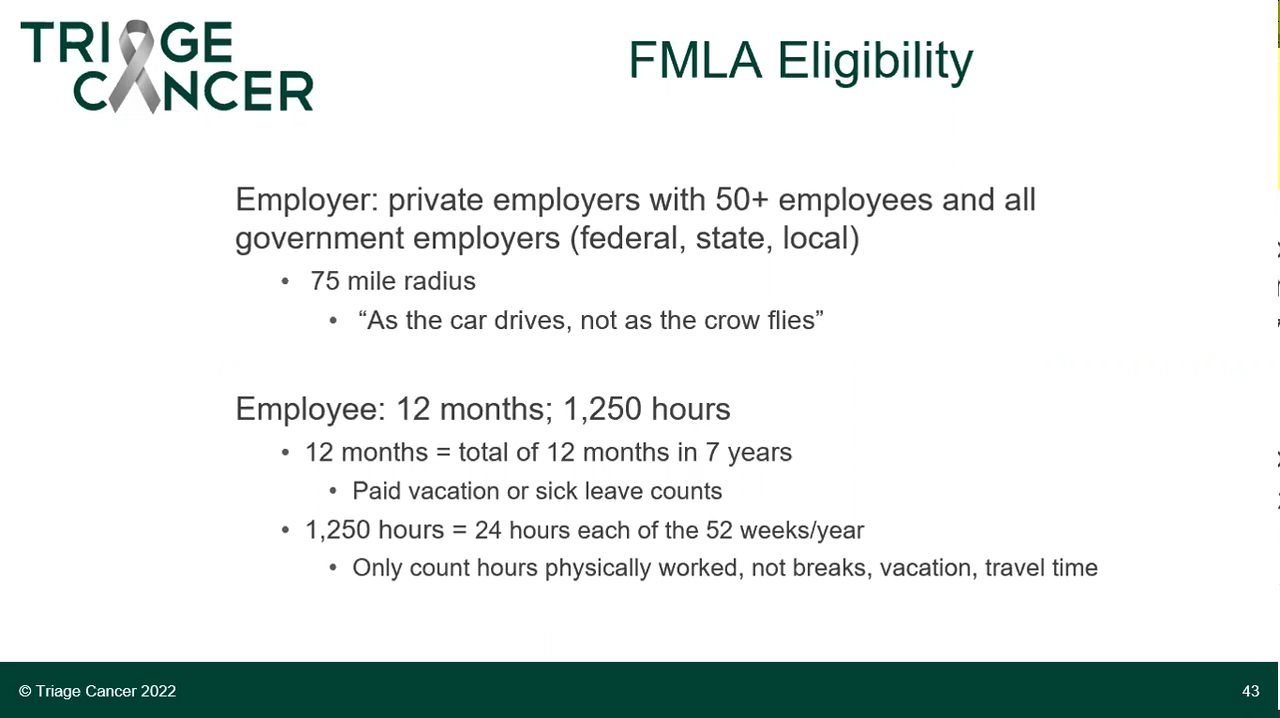 TRIAGE
CANCER
FMLA Eligibility
Employer: private employers with 50+ employees and all
government employers (federal, state, local)
• 75 mile radius
• “As the car drives, not as the crow flies”
Employee: 12 months; 1,250 hours
• 12 months = total of 12 months in 7 years
• Paid vacation or sick leave counts
• 1,250 hours = 24 hours each of the 52 weeks/year
• Only count hours physically worked, not breaks, vacation, travel time
© Triage Cancer 2022
43